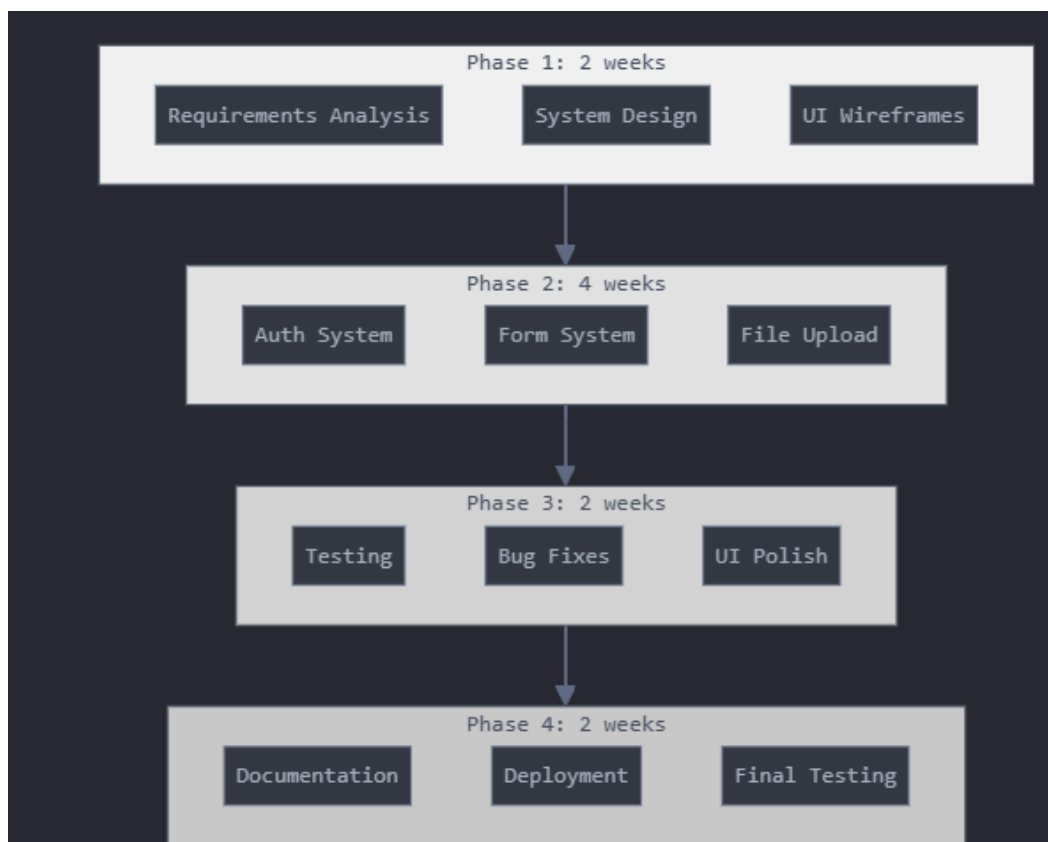 Phase 1: 2 weeks
Requirements Analysis
System Design
UI Wireframes
Phase 2: 4 weeks
Auth System
Form System
File Upload
Phase 3: 2 weeks
Testing
Bug Fixes
UI Polish
Phase 4: 2 weeks
Documentation
Deployment
Final Testing